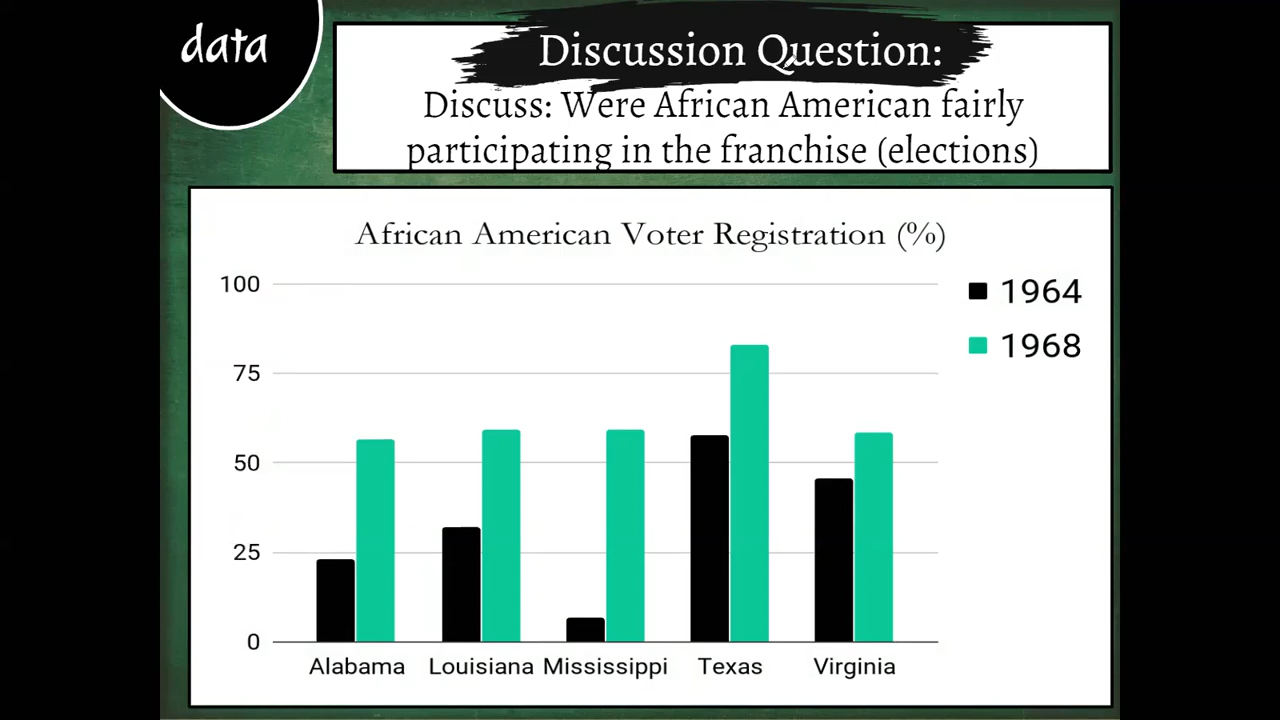 data
Discussion Question:
Discuss: Were African American fairly
participating in the franchise (elections)
African American Voter Registration (%)
100
75
50
25
0
1964
1968
Alabama Louisiana Mississippi Texas Virginia